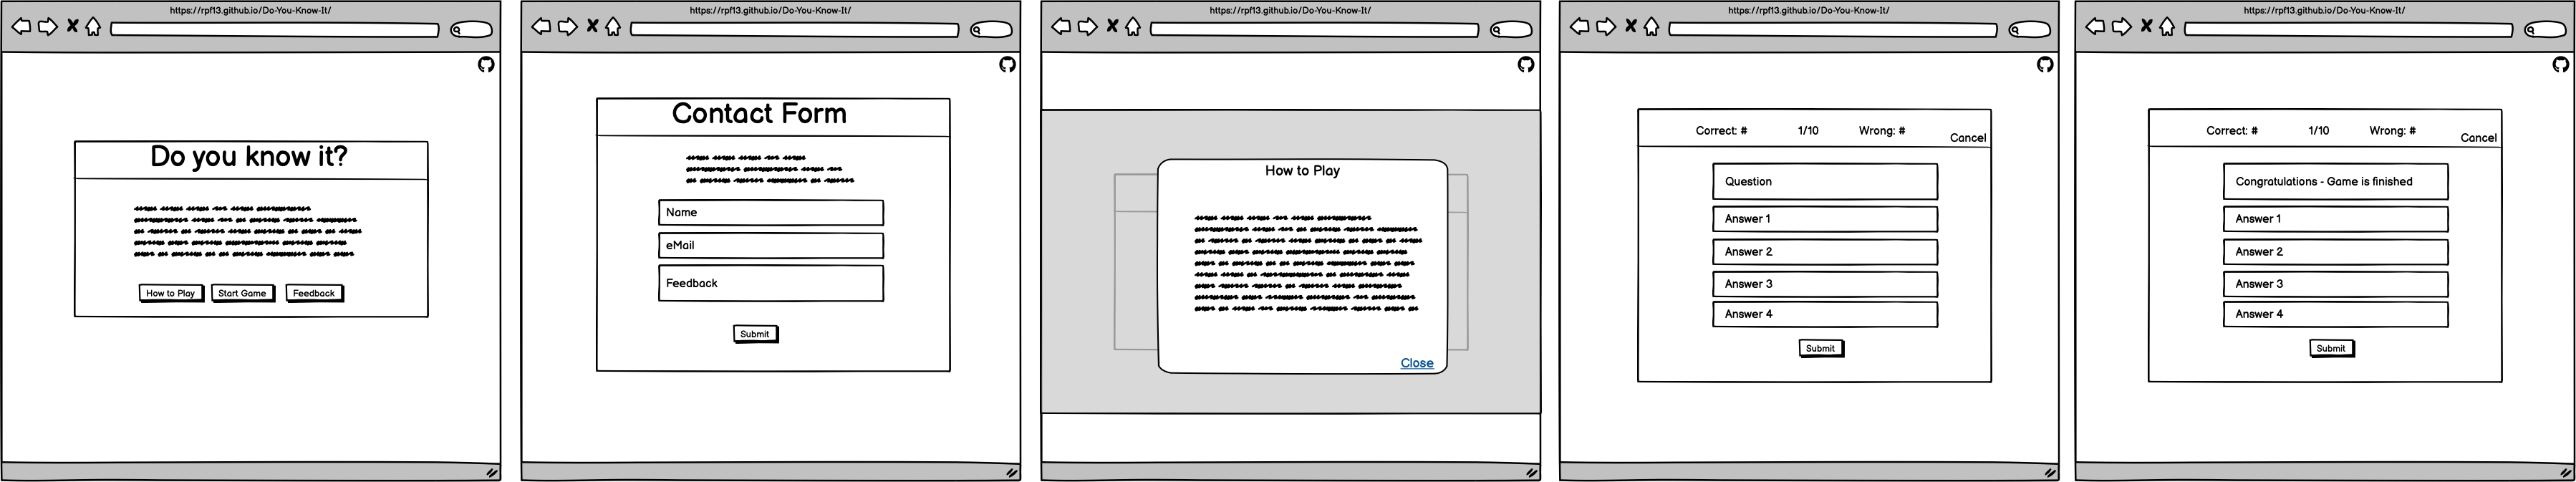 https://rpf13.github.io/Do-You-Know-It/
Do you know it?
How to Play
Start Game
Feedback
https://rpf13.github.io/Do-You-Know-It/
Contact Form
Name
eMail
Feedback
Submit
https://rpf13.github.io/Do-You-Know-It/
How to Play
Close
https://rpf13.github.io/Do-You-Know-It/
Correct: # 1/10 Wrong: #
Cancel
Question
Answer 1
Answer 2
Answer 3
Answer 4
Submit
https://rpf13.github.io/Do-You-Know-It/
Correct: # 1/10 Wrong: #
Cancel
Congratulations - Game is finished
Answer 1
Answer 2
Answer 3
Answer 4
Submit